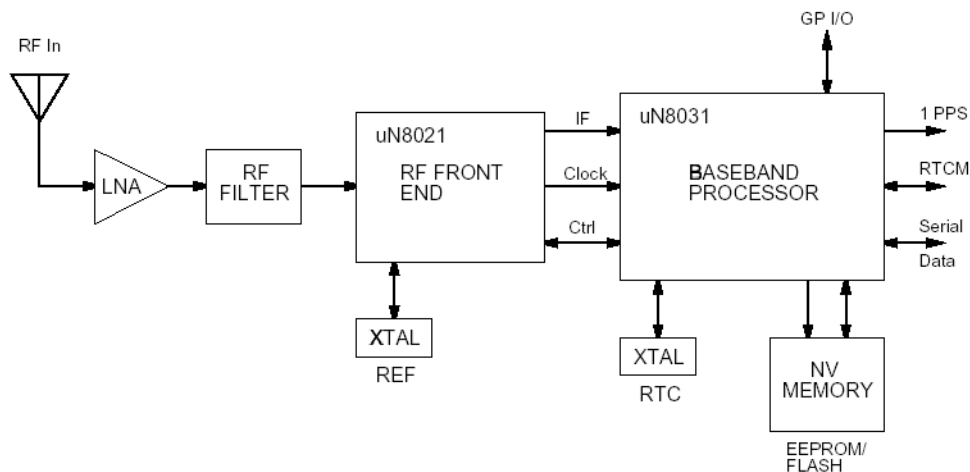 GP I/O
RF In
LNA
RF
FILTER
uN8021
RF FRONT
END
IF
Clock
Ctrl
uN8031
BASEBAND
PROCESSOR
1 PPS
RTCM
Serial
Data
XTAL
REF
XTAL
RTC
NV
MEMORY
EEPROM/
FLASH